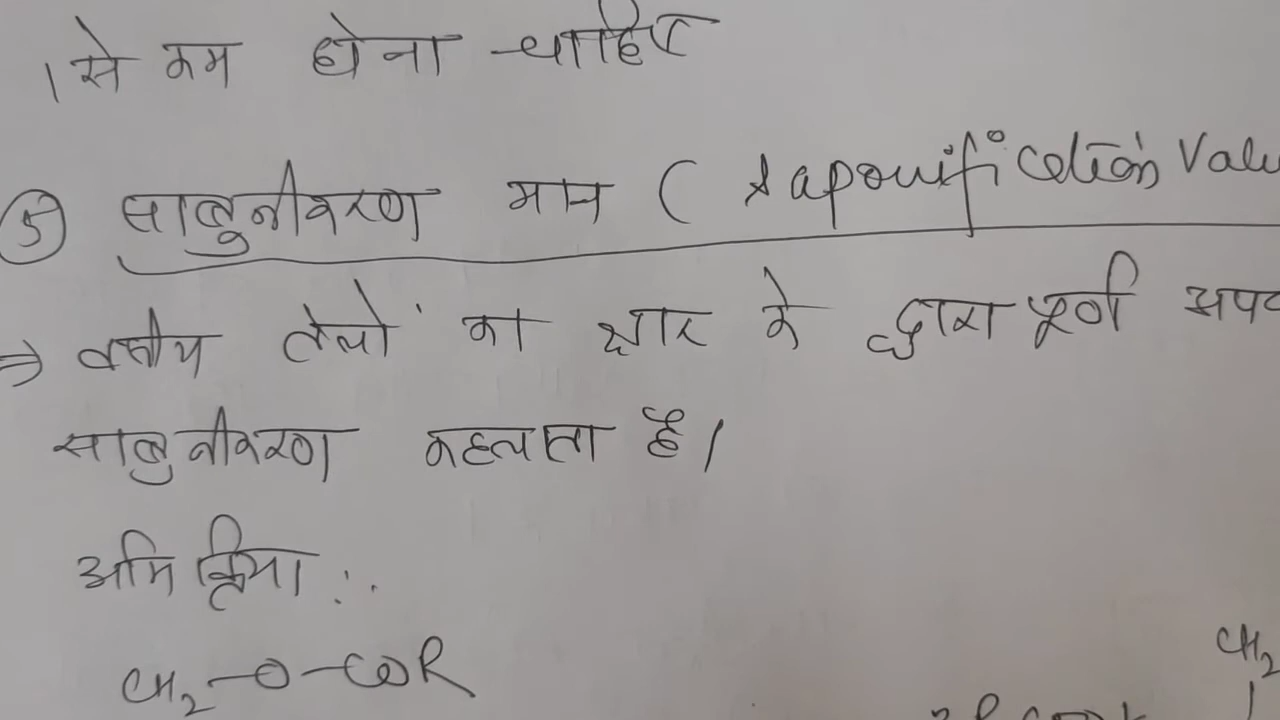 । से कम होना चाहिए
⑤ साबुनीकरण मान ( Saponification Valu
⇒ वसीय तेलों का क्षार के द्वारा पूर्ण अपघ
साबुनीकरण कहलाता है।
अभिक्रिया :.
CH₂-O-COR
CH₂